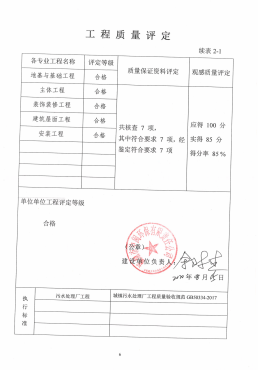 工程质量评定
续表 2-1
各专业工程名称 评定等级 质量保证资料评定 观感质量评定
地基与基础工程 合格
主体工程 合格
装饰装修工程 合格
建筑屋面工程 合格
安装工程 合格
共核查 7 项,
其中符合要求 7 项, 经
鉴定符合要求 7 项
应得 100 分
实得 85 分
得分率 85%
单位单位工程评定等级
合格
(公章)
建设单位负责人:
年 月 日
执行标准
污水处理厂工程 城镇污水处理厂工程质量验收规范 GB50334-2017
6